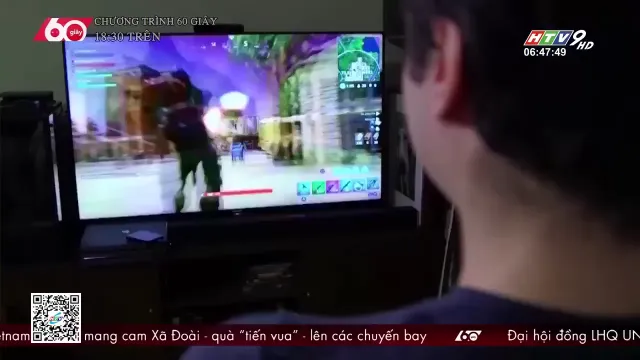 60 giây
CHƯƠNG TRÌNH 60 GIÂY
18:30 TRÊN
HTV9 HD
06:47:49
etnam mang cam Xã Đoài - quả "tiến vua" - lên các chuyến bay
60 Đại hội đồng LHQ UN